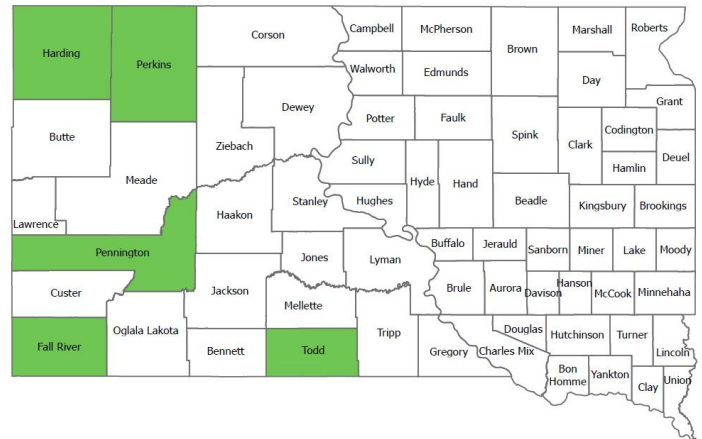 Harding
Perkins
Corson
Campbell
McPherson
Brown
Marshall
Roberts
Walworth
Edmunds
Day
Grant
Butte
Meade
Ziebach
Dewey
Potter
Faulk
Spink
Clark
Codington
Hamlin
Deuel
Lawrence
Sully
Hyde
Hand
Haakon
Stanley
Hughes
Beadle
Kingsbury
Brookings
Pennington
Jones
Lyman
Buffalo
Jerauld
Sanborn
Miner
Lake
Moody
Custer
Jackson
Mellette
Brule
Aurora
Davison
Hanson
McCook
Minnehaha
Fall River
Oglala Lakota
Bennett
Todd
Tripp
Gregory
Charles Mix
Douglas
Hutchinson
Turner
Lincoln
Bon
Homme
Yankton
Clay
Union